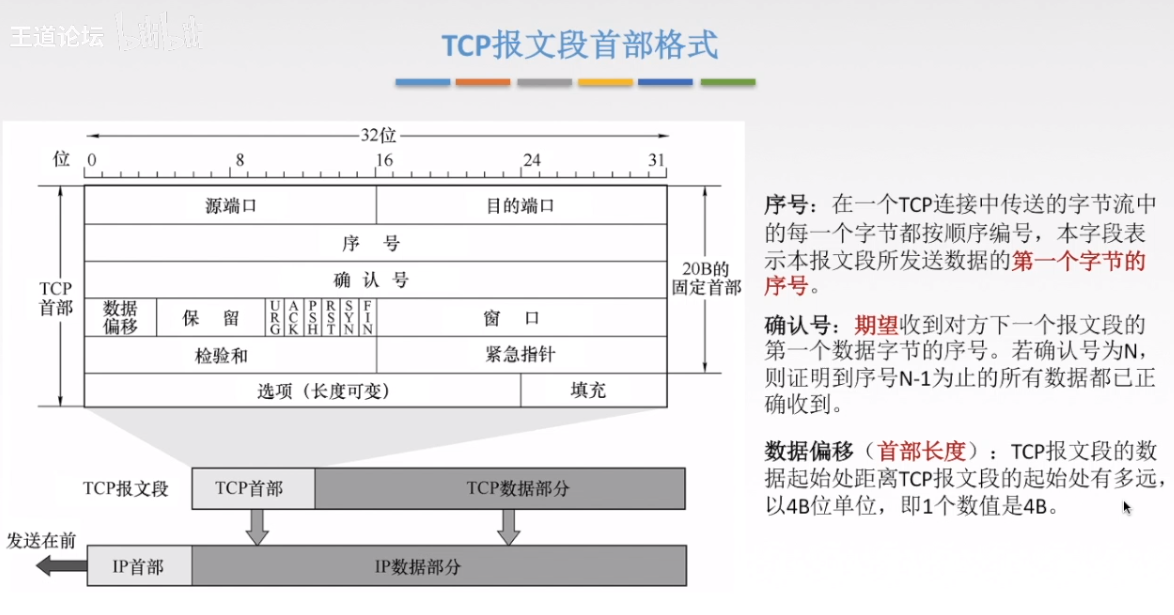 王道论坛 bilibili
TCP报文段首部格式
32位
位 0 8 16 24 31
源端口 目的端口
序 号
确 认 号
数据偏移 保 留 URG ACK PSH RST SYN FIN 窗 口
检验和 紧急指针
选项（长度可变） 填充
TCP首部
20B的
固定首部
TCP报文段 TCP首部 TCP数据部分
发送在前
IP首部 IP数据部分
序号：在一个TCP连接中传送的字节流中
的每一个字节都按顺序编号，本字段表
示本报文段所发送数据的第一个字节的
序号。
确认号：期望收到对方下一个报文段的
第一个数据字节的序号。若确认号为N，
则证明到序号N-1为止的所有数据都已正
确收到。
数据偏移（首部长度）：TCP报文段的数
据起始处距离TCP报文段的起始处有多远，
以4B位单位，即1个数值是4B。